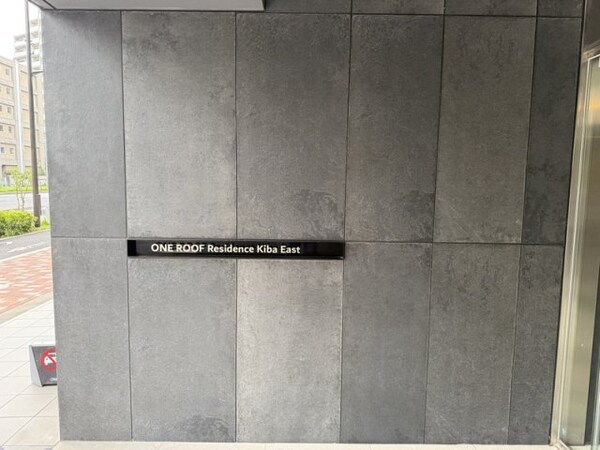 ONE ROOF Residence Kiba East